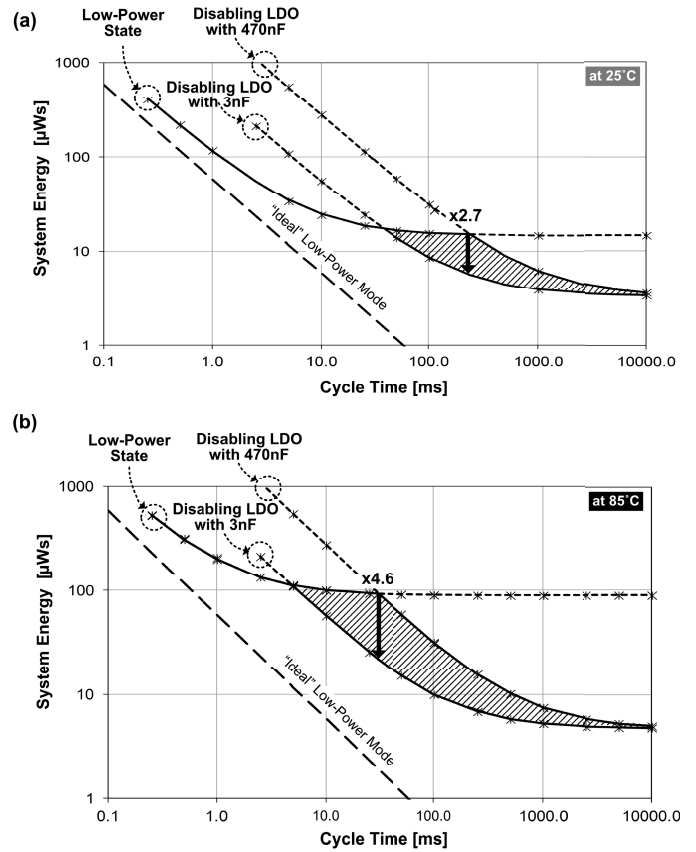 (a)
Low-Power
State
Disabling LDO
with 470nF
Disabling LDO
with 3nF
at 25°C
System Energy [µWs]
1000
100
10
1
x2.7
"Ideal" Low-Power Mode
0.1
1.0
10.0
100.0
1000.0
10000.0
Cycle Time [ms]
(b)
Low-Power
State
Disabling LDO
with 470nF
Disabling LDO
with 3nF
at 85°C
System Energy [µWs]
1000
100
10
1
x4.6
"Ideal" Low-Power Mode
0.1
1.0
10.0
100.0
1000.0
10000.0
Cycle Time [ms]